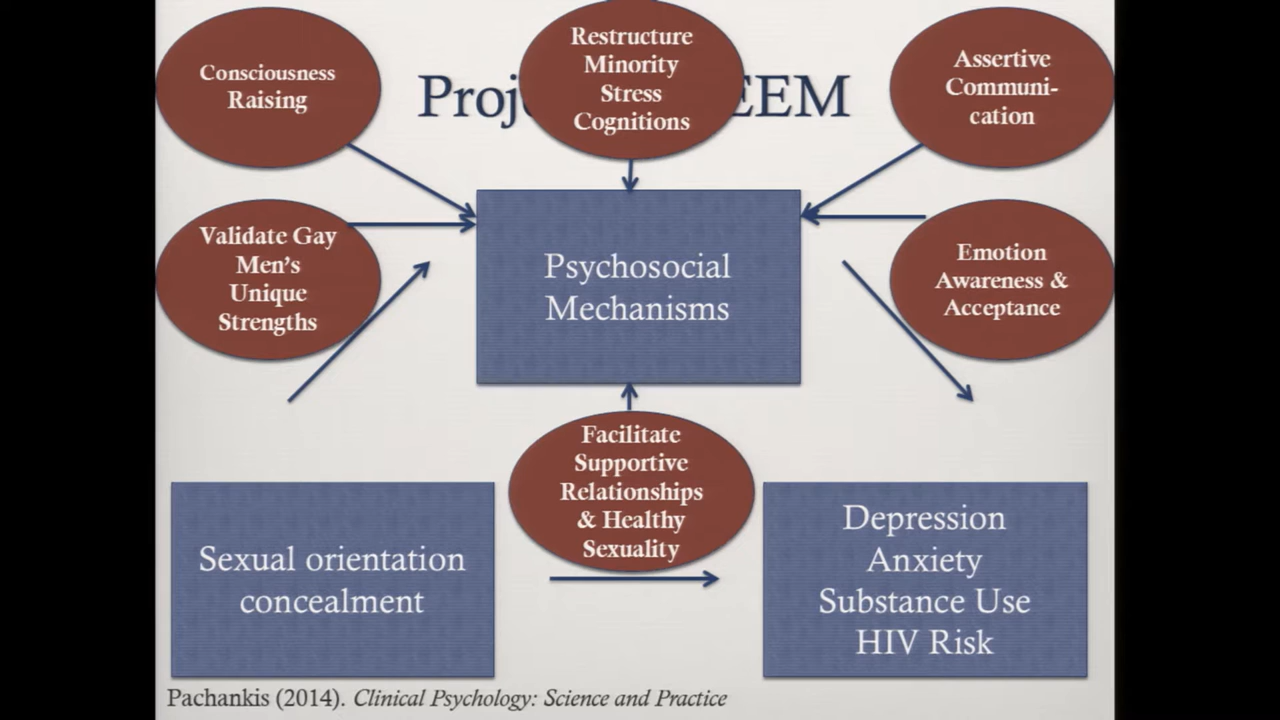 Consciousness
Raising
Restructure
Minority
Stress
Cognitions
Assertive
Communi-
cation
Validate Gay
Men’s
Unique
Strengths
Psychosocial
Mechanisms
Emotion
Awareness &
Acceptance
Facilitate
Supportive
Relationships
& Healthy
Sexuality
Sexual orientation
concealment
Depression
Anxiety
Substance Use
HIV Risk
Pachankis (2014). Clinical Psychology: Science and Practice